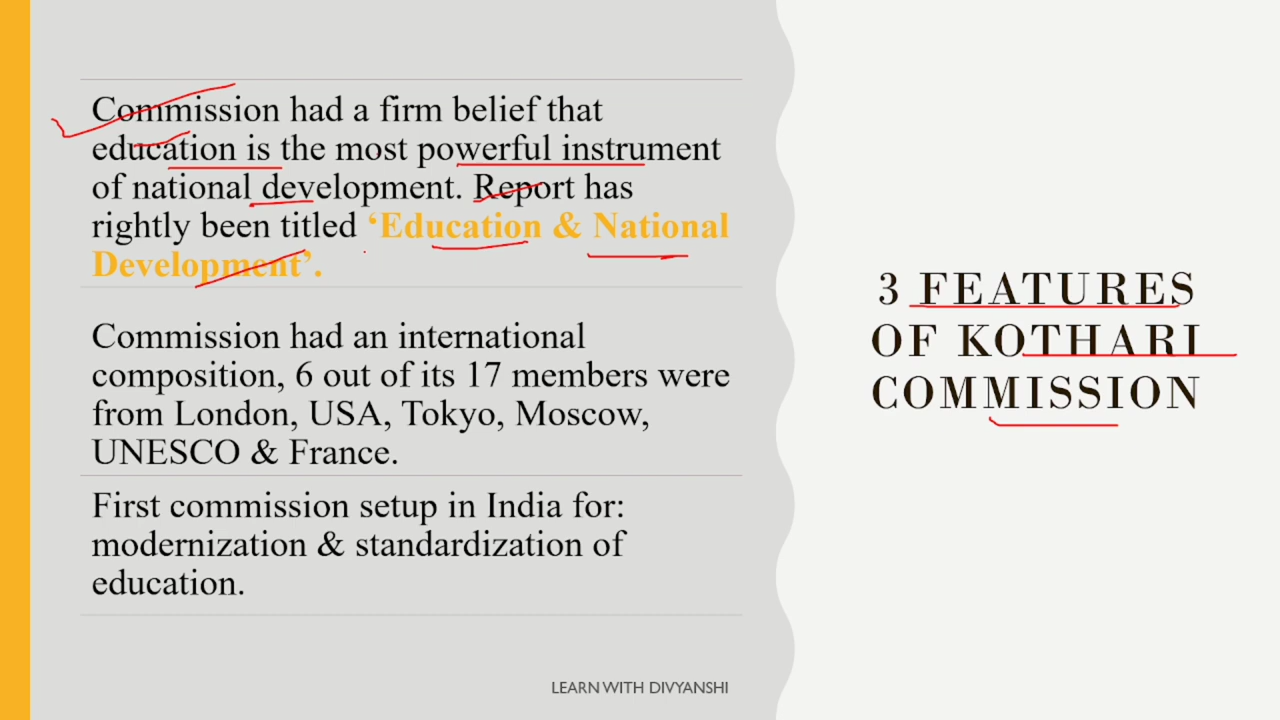 Commission had a firm belief that
education is the most powerful instrument
of national development. Report has
rightly been titled ‘Education & National
Development’.
Commission had an international
composition, 6 out of its 17 members were
from London, USA, Tokyo, Moscow,
UNESCO & France.
First commission setup in India for:
modernization & standardization of
education.
3 FEATURES
OF KOTHARI
COMMISSION
LEARN WITH DIVYANSHI